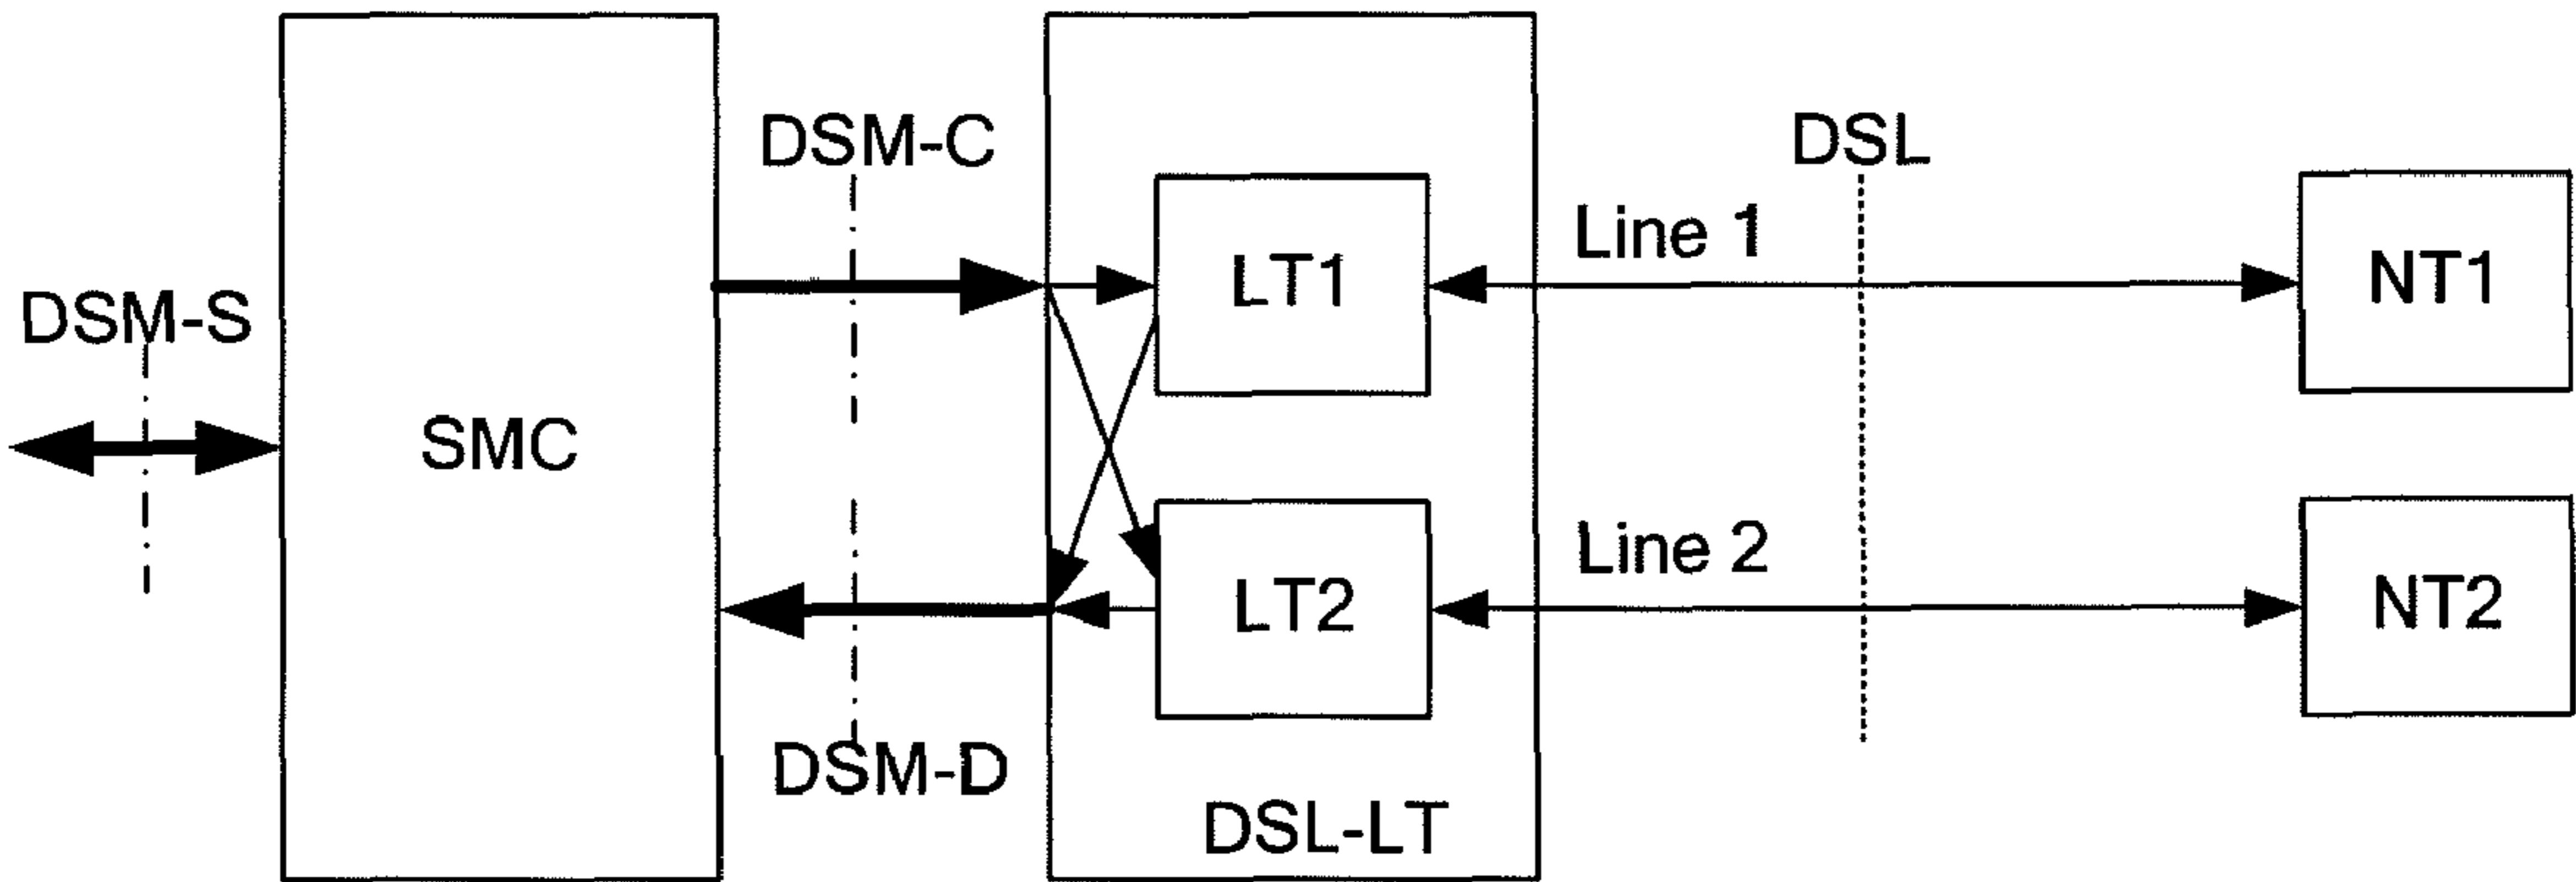 DSM-C
DSL
Line 1
LT1
NT1
DSM-S
SMC
Line 2
LT2
NT2
DSM-D
DSL-LT